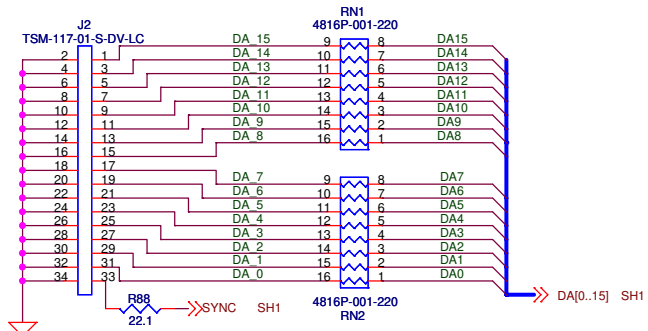 RN1
J2
4816P-001-220
TSM-117-01-S-DV-LC
2 1 DA_15 9 8 DA15
4 3 DA_14 10 7 DA14
6 5 DA_13 11 6 DA13
8 7 DA_12 12 5 DA12
10 9 DA_11 13 4 DA11
12 11 DA_10 14 3 DA10
14 13 DA_9 15 2 DA9
16 15 DA_8 16 1 DA8
18 17 DA_7 9 8 DA7
20 19 DA_6 10 7 DA6
22 21 DA_5 11 6 DA5
24 23 DA_4 12 5 DA4
26 25 DA_3 13 4 DA3
28 27 DA_2 14 3 DA2
30 29 DA_1 15 2 DA1
32 31 DA_0 16 1 DA0
34 33
R88
22.1
SYNC SH1
4816P-001-220
RN2
DA[0..15] SH1